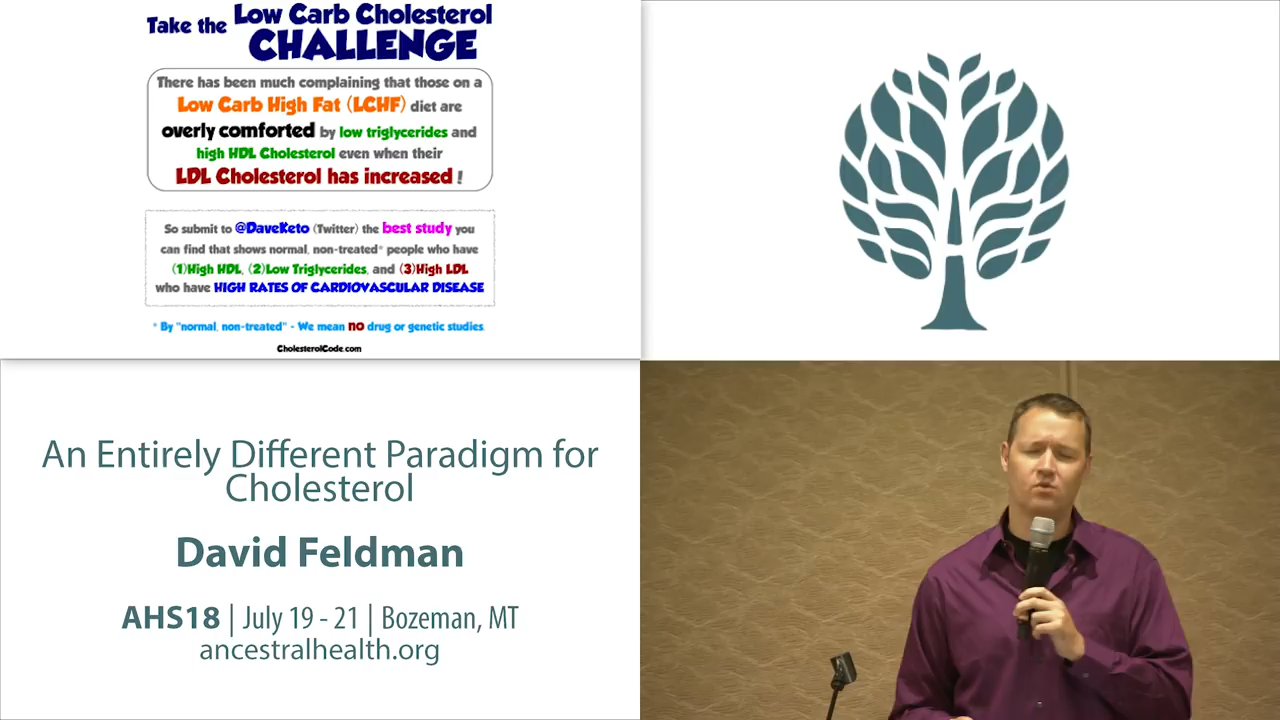 Take the Low Carb Cholesterol
CHALLENGE
There has been much complaining that those on a
Low Carb High Fat (LCHF) diet are
overly comforted by low triglycerides and
high HDL Cholesterol even when their
LDL Cholesterol has increased!
So submit to @DaveKeto (Twitter) the best study you
can find that shows normal, non-treated* people who have
(1)High HDL, (2)Low Triglycerides, and (3)High LDL
who have HIGH RATES OF CARDIOVASCULAR DISEASE
* By "normal, non-treated" - We mean no drug or genetic studies.
CholesterolCode.com
An Entirely Different Paradigm for
Cholesterol
David Feldman
AHS18 | July 19 - 21 | Bozeman, MT
ancestralhealth.org